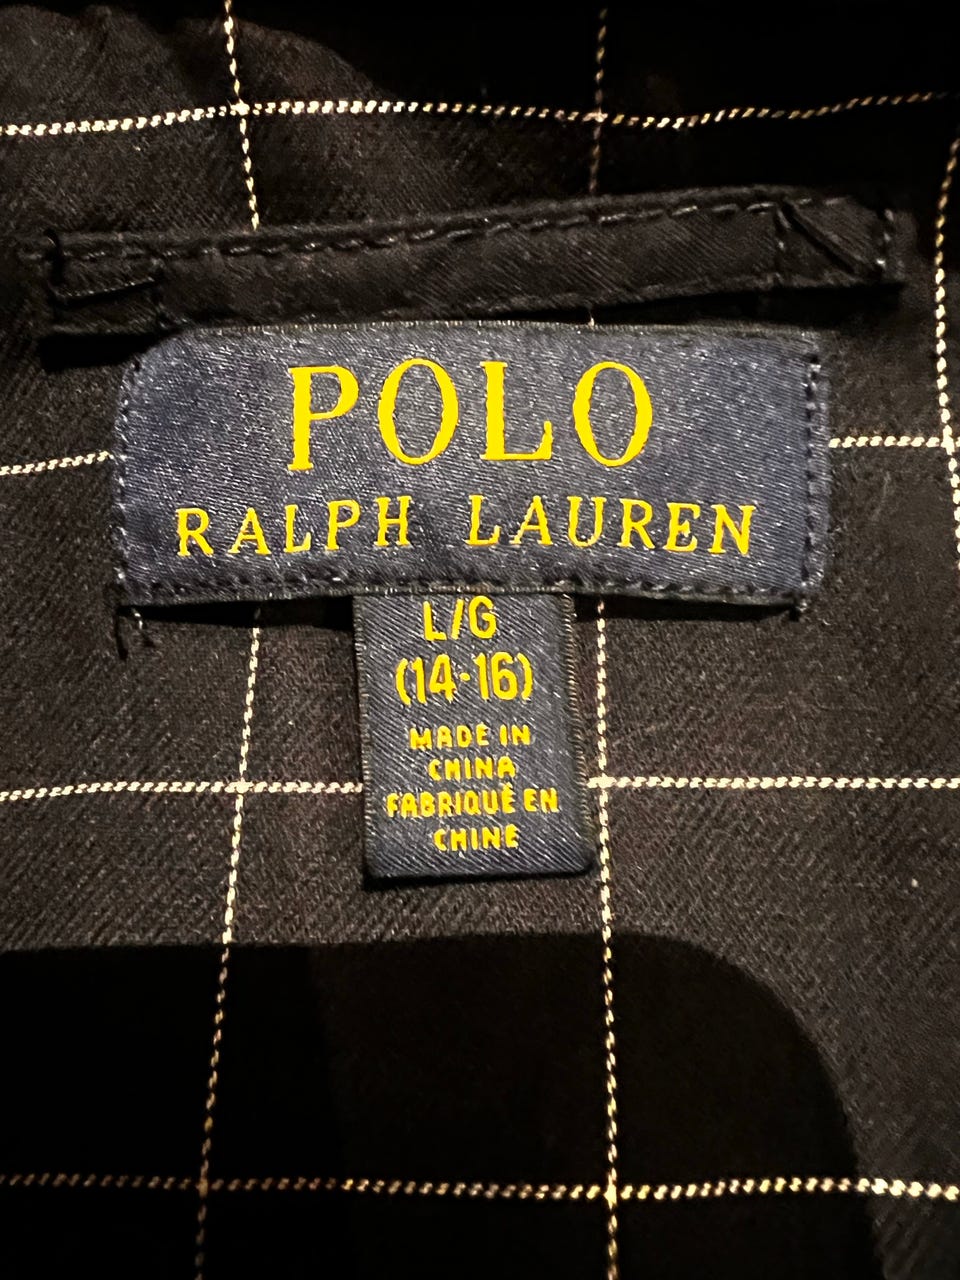 POLO
RALPH LAUREN
L/G
(14-16)
MADE IN
CHINA
FABRIQUÉ EN
CHINE